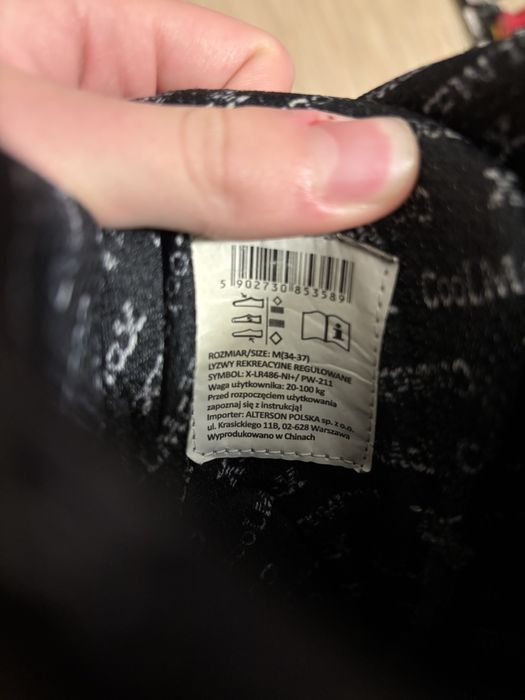 5 902730 853589
ROZMIAR/SIZE: M(34-37)
ŁYŻWY REKREACYJNE REGULOWANE
SYMBOL: X-LR486-NI+/ PW-211
Waga użytkownika: 20-100 kg
Przed rozpoczęciem użytkowania
zapoznaj się z instrukcją!
Importer: ALTERSON POLSKA sp. z o.o.
ul. Krasickiego 11B, 02-628 Warszawa
Wyprodukowano w Chinach